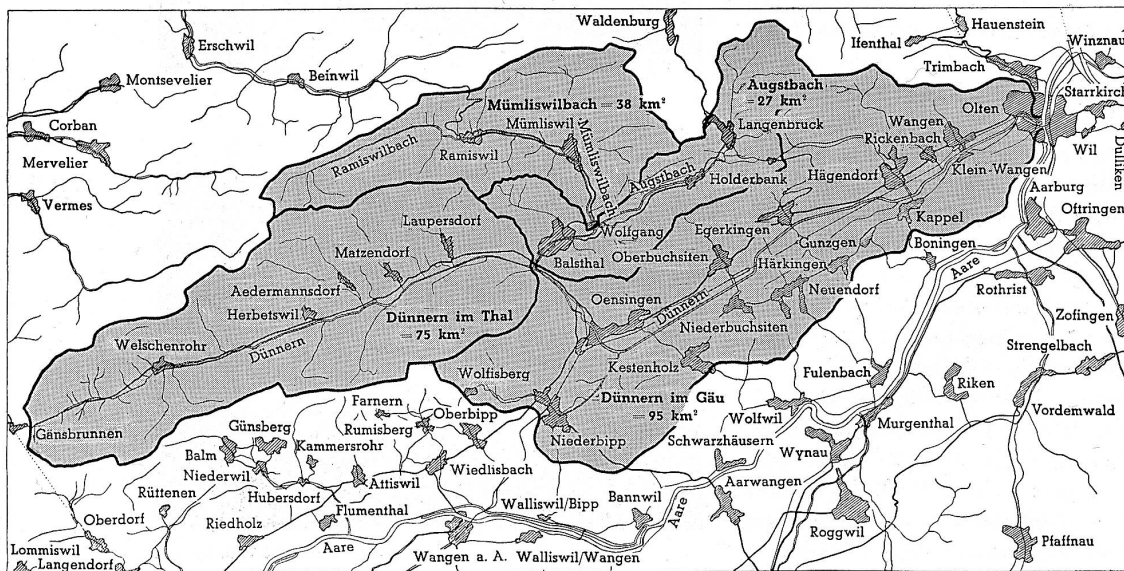 Waldenburg
Hauenstein
Ifenthal
Winznau
Erschwil
Beinwil
Montsevelier
Trimbach
Starrkirch
Augstbach
= 27 km²
Mümliswilbach = 38 km²
Olten
Corban
Mervelier
Mümliswil
Langenbruck
Wangen
Rickenbach
Wil
Dulliken
Ramiswilbach
Ramiswil
Mümliswilbach
Augstbach
Holderbank
Hägendorf
Klein-Wangen
Aarburg
Vermes
Laupersdorf
Wolfgang
Kappel
Oftringen
Matzendorf
Balsthal
Egerkingen
Oberbuchsiten
Gunzgen
Boningen
Aare
Härkingen
Aedermannsdorf
Herbetswil
Neuendorf
Rothrist
Oensingen
Dünnern
Dünnern im Thal
= 75 km²
Niederbuchsiten
Zofingen
Welschenrohr
Dünnern
Strengelbach
Kestenholz
Wolfisberg
Fulenbach
Riken
Farnern
Dünnern im Gäu
= 95 km²
Oberbipp
Rumisberg
Wolfwil
Vordemwald
Gänsbrunnen
Günsberg
Kammersrohr
Niederbipp
Schwarzhäusern
Murgenthal
Balm
Niederwil
Wiedlisbach
Wynau
Hubersdorf
Attiswil
Aarwangen
Rüttenen
Bannwil
Walliswil/Bipp
Flumenthal
Oberdorf
Riedholz
Aare
Roggwil
Aare
Lommiswil
Langendorf
Wangen a. A.
Walliswil/Wangen
Pfaffnau